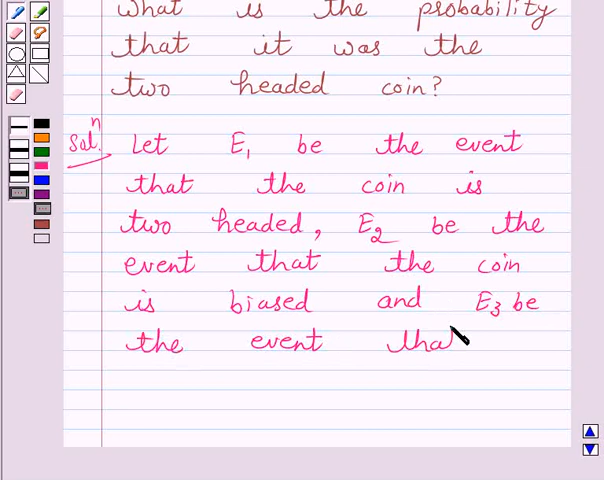 what is the probability
that it was the
two headed coin?
Solⁿ. Let E₁ be the event
that the coin is
two headed, E₂ be the
event that the coin
is biased and E₃ be
the event tha